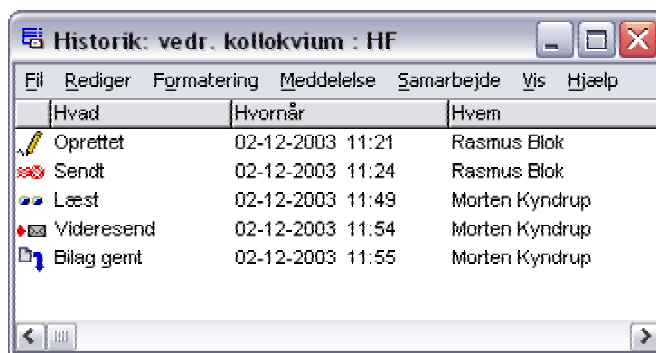 Historik: vedr. kollokvium : HF
Fil Rediger Formatering Meddelelse Samarbejde Vis Hjælp
Hvad Hvornår Hvem
Oprettet 02-12-2003 11:21 Rasmus Blok
Sendt 02-12-2003 11:24 Rasmus Blok
Læst 02-12-2003 11:49 Morten Kyndrup
Videresend 02-12-2003 11:54 Morten Kyndrup
Bilag gemt 02-12-2003 11:55 Morten Kyndrup